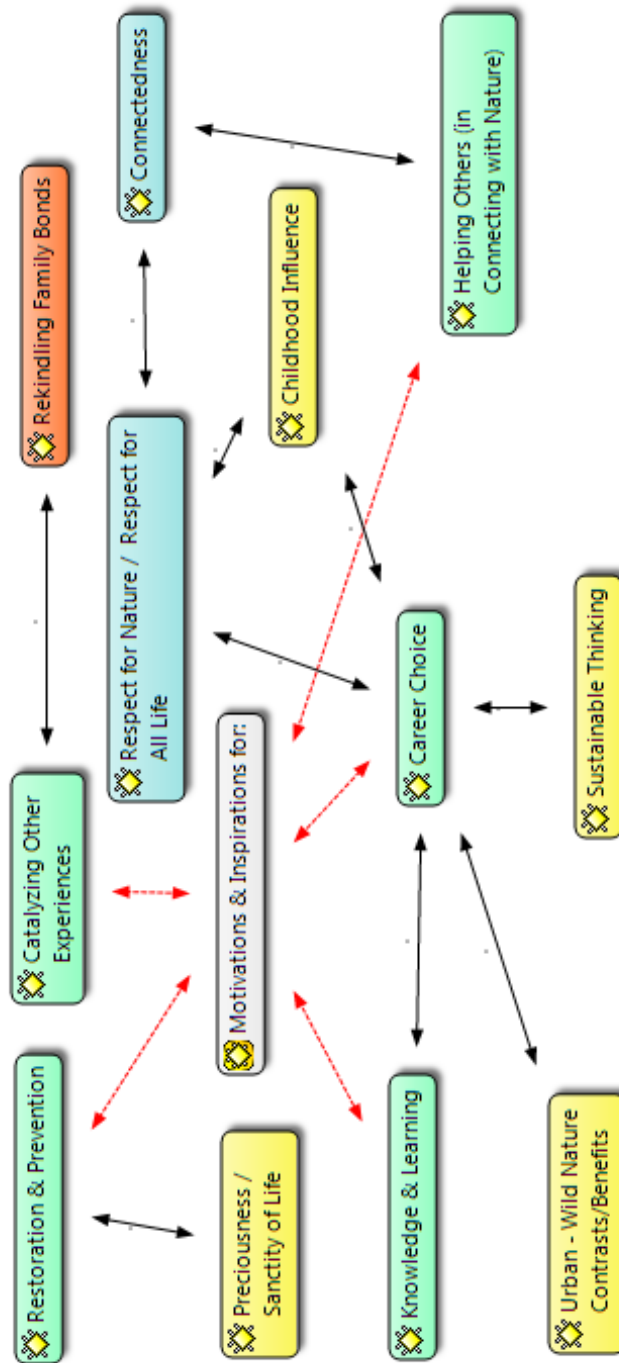 Restoration & Prevention
Catalyzing Other
Experiences
Rekindling Family Bonds
Respect for Nature / Respect for
All Life
Connectedness
Preciousness /
Sanctity of Life
Motivations & Inspirations for:
Childhood Influence
Knowledge & Learning
Career Choice
Helping Others (in
Connecting with Nature)
Urban - Wild Nature
Contrasts/Benefits
Sustainable Thinking